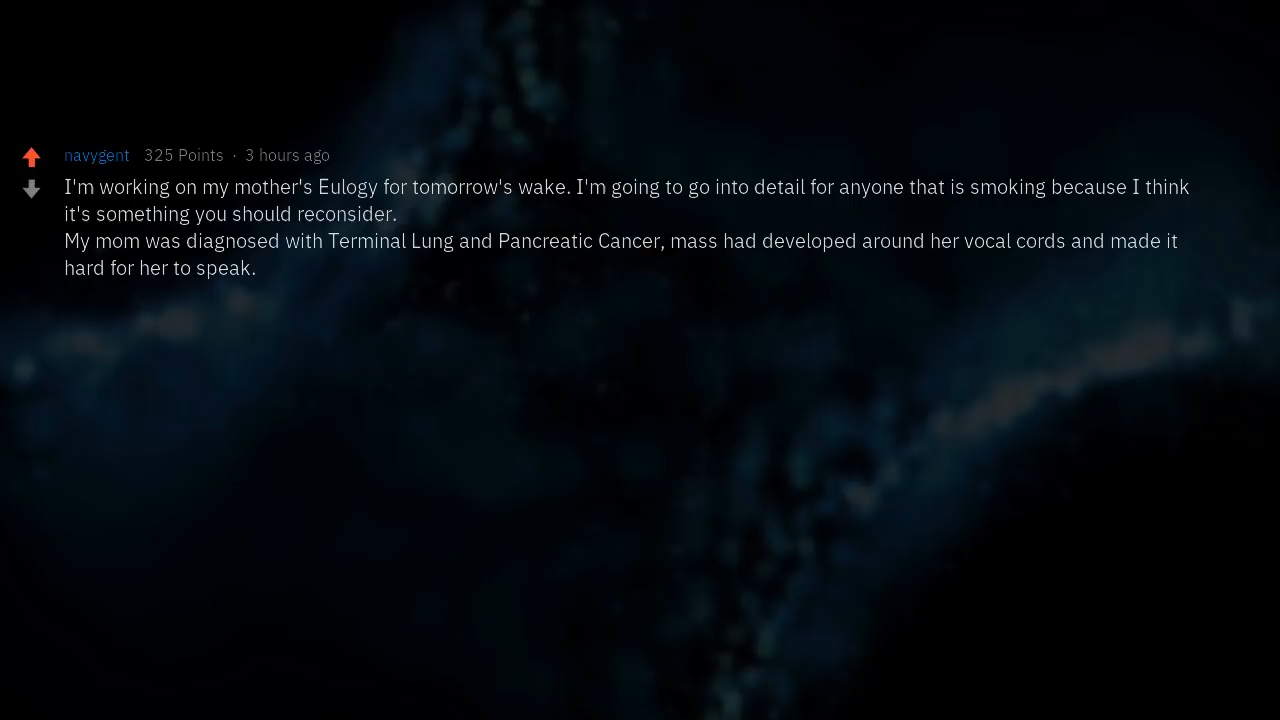 navygent 325 Points · 3 hours ago
I'm working on my mother's Eulogy for tomorrow's wake. I'm going to go into detail for anyone that is smoking because I think
it's something you should reconsider.
My mom was diagnosed with Terminal Lung and Pancreatic Cancer, mass had developed around her vocal cords and made it
hard for her to speak.